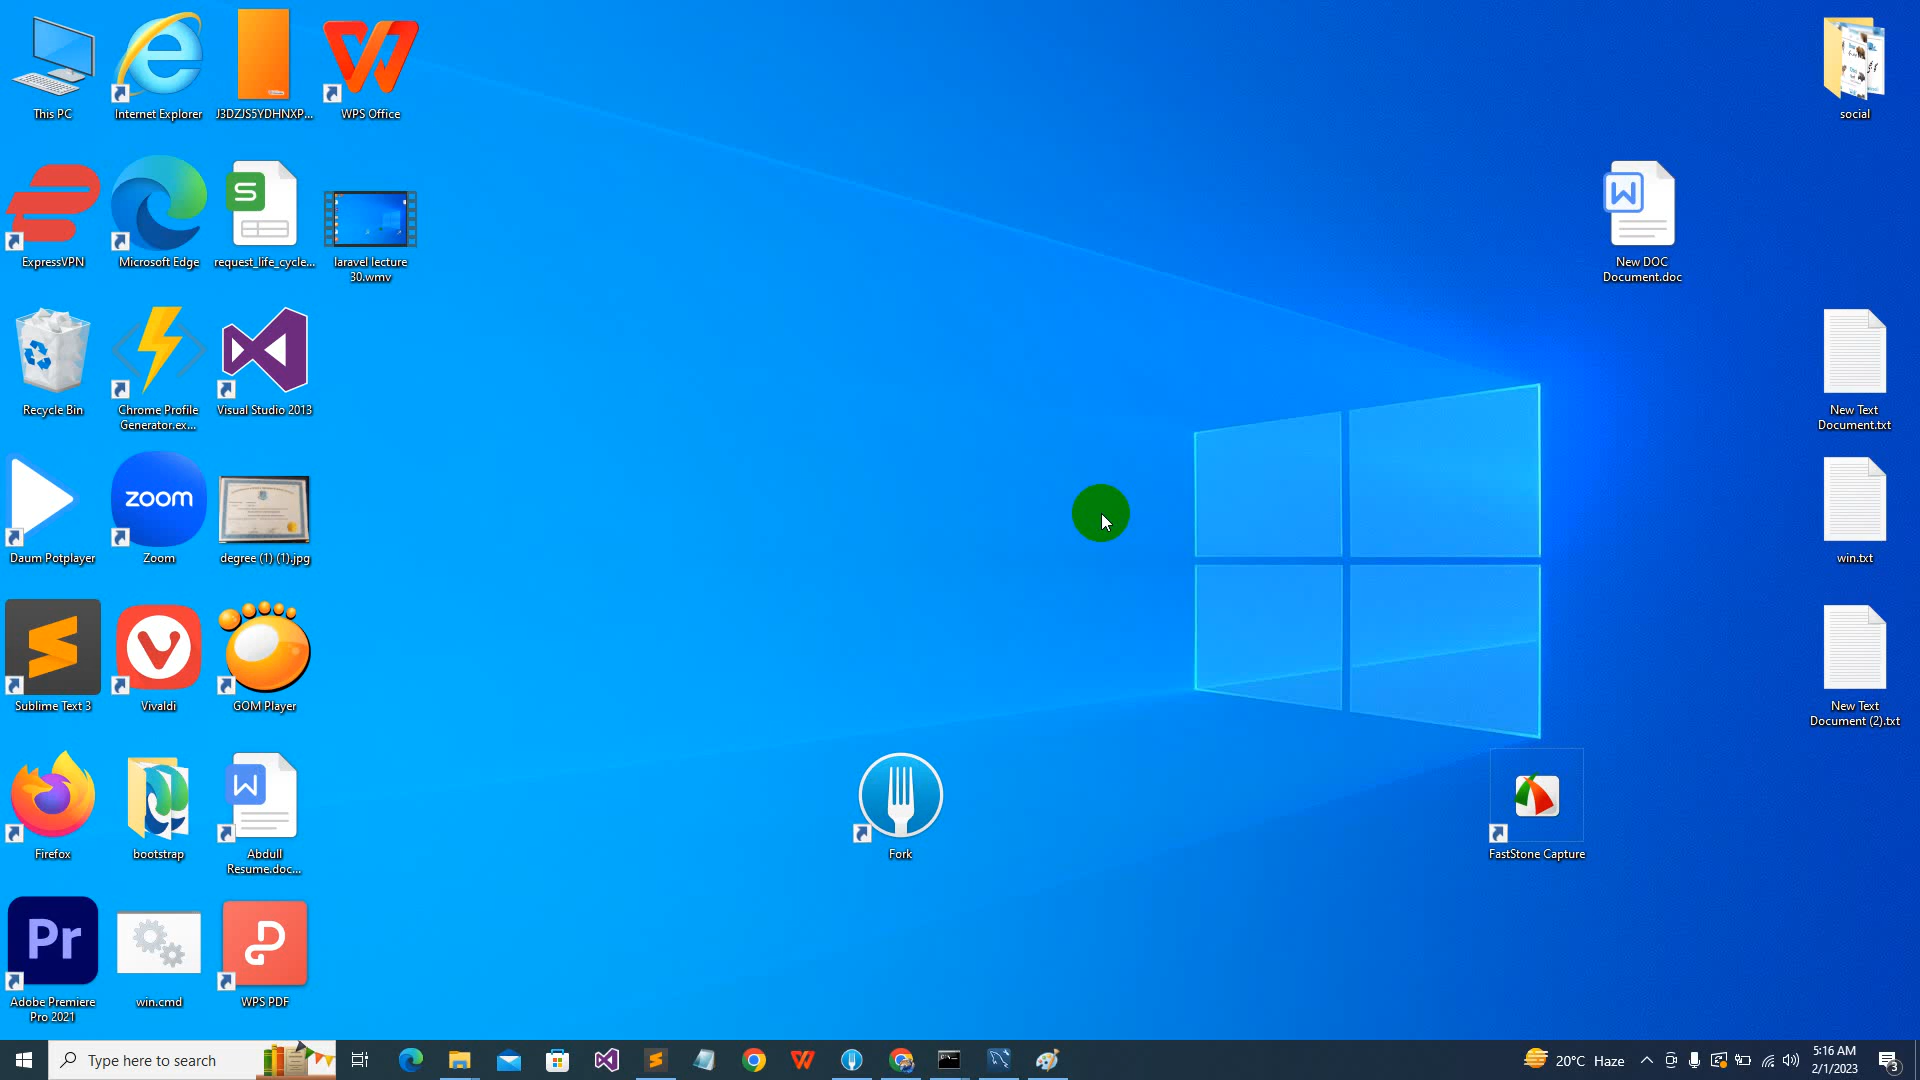 This PC
Internet Explorer
J3DZJS5YDHNXP...
WPS Office
social
ExpressVPN
Microsoft Edge
request_life_cycle...
laravel lecture
30.wmv
New DOC
Document.doc
Recycle Bin
Chrome Profile
Generator.ex...
Visual Studio 2013
New Text
Document.txt
zoom
Daum Potplayer
Zoom
degree (1) (1).jpg
win.txt
Sublime Text 3
Vivaldi
GOM Player
New Text
Document (2).txt
Firefox
bootstrap
Abdull
Resume.doc...
Fork
FastStone Capture
Pr
Adobe Premiere
Pro 2021
win.cmd
WPS PDF
Type here to search
20°C Haze
5:16 AM
2/1/2023
3